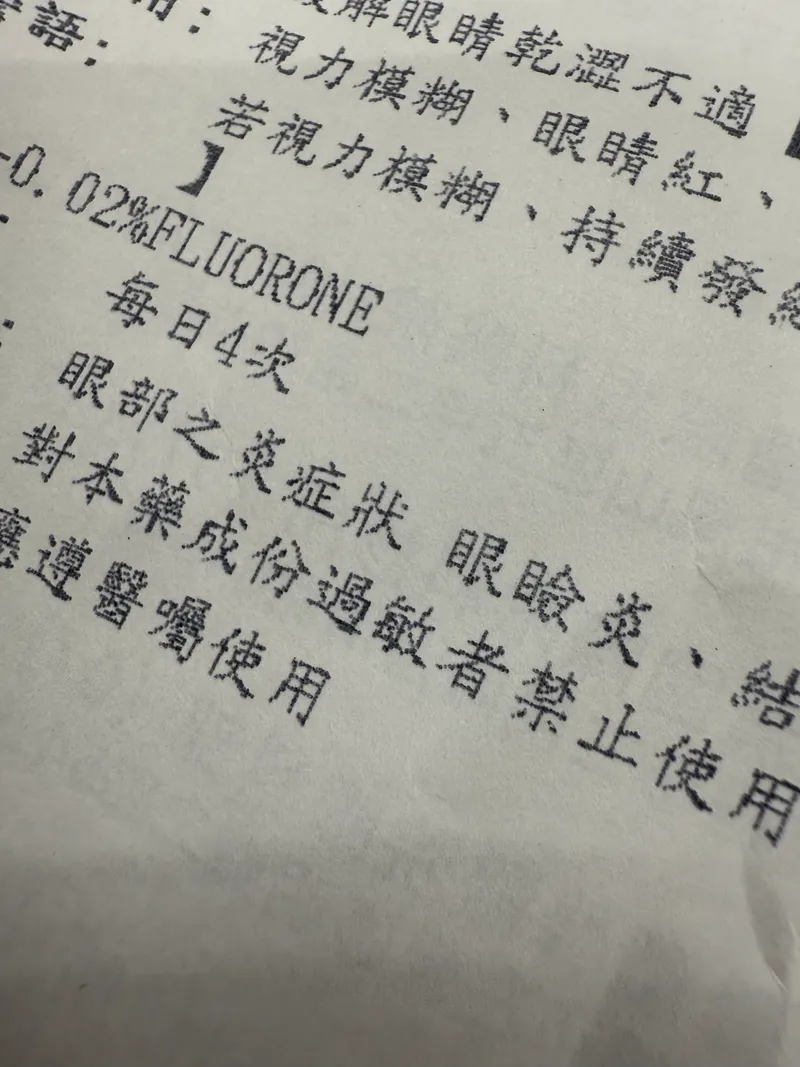 用: 緩解眼睛乾澀不適
語: 視力模糊、眼睛紅、
若視力模糊、持續發紅
】
-0.02%FLUORONE
每日4次
眼部之炎症狀 眼瞼炎、結
對本藥成份過敏者禁止使用
應遵醫囑使用